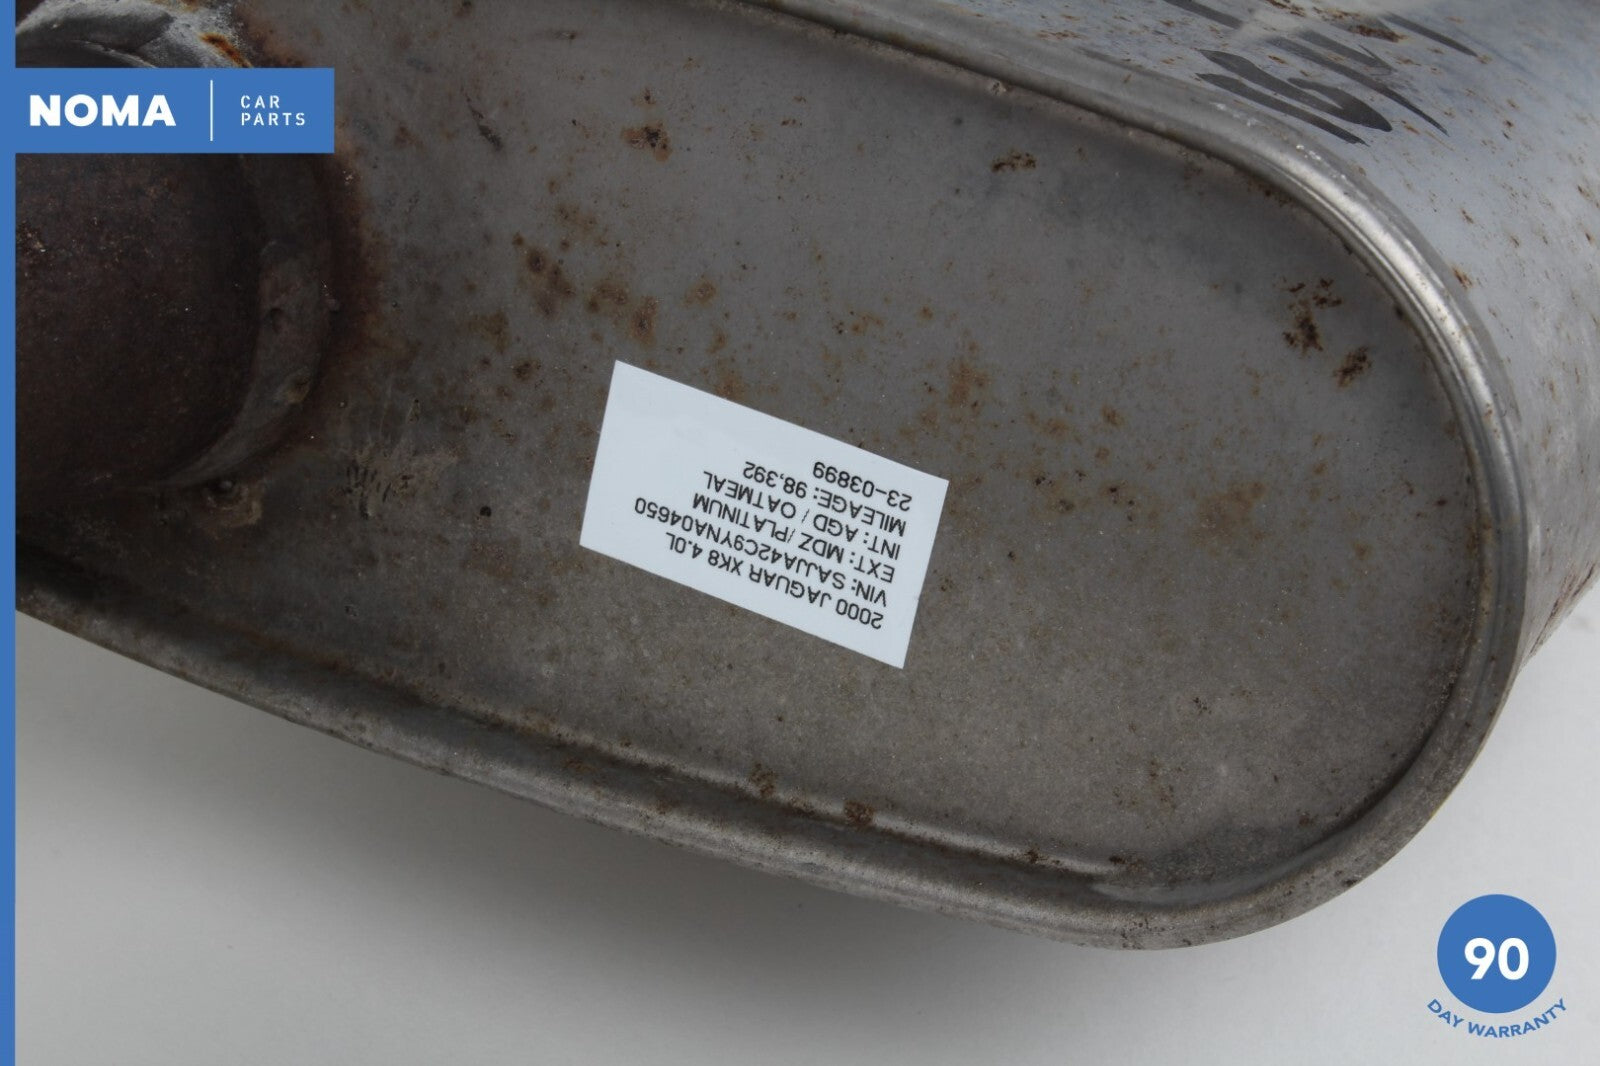 NOMA
CAR
PARTS
2000 JAGUAR XK8 4.0L
VIN: SAJJA42C9YNA04650
EXT: MDZ /PLATINUM
INT: AGD / OATMEAL
MILEAGE: 98,392
23-03899
90
DAY WARRANTY